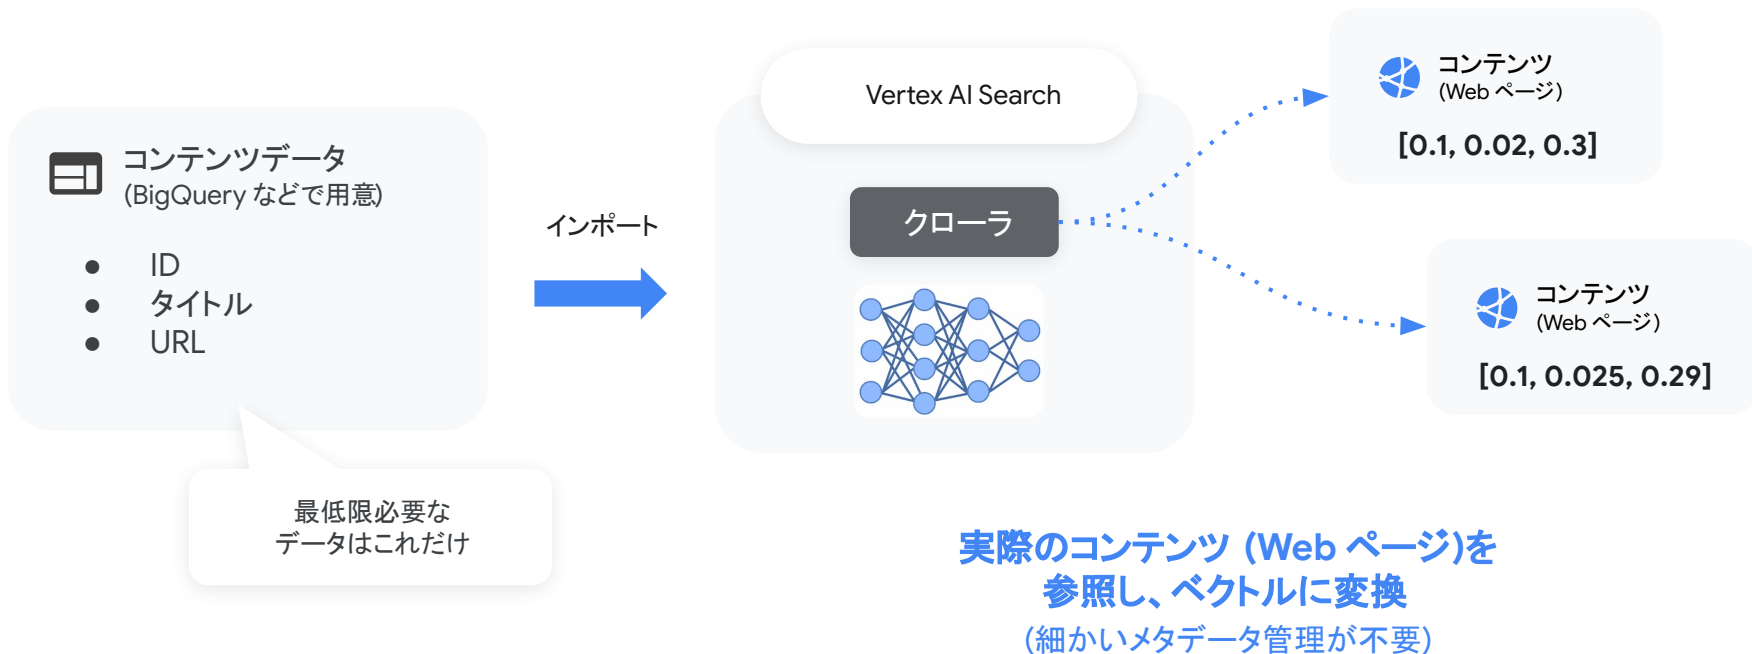 コンテンツデータ
(BigQuery などで用意)
● ID
● タイトル
● URL
最低限必要な
データはこれだけ
インポート
Vertex AI Search
クローラ
コンテンツ
(Web ページ)
[0.1, 0.02, 0.3]
コンテンツ
(Web ページ)
[0.1, 0.025, 0.29]
実際のコンテンツ (Web ページ)を
参照し、ベクトルに変換
(細かいメタデータ管理が不要)